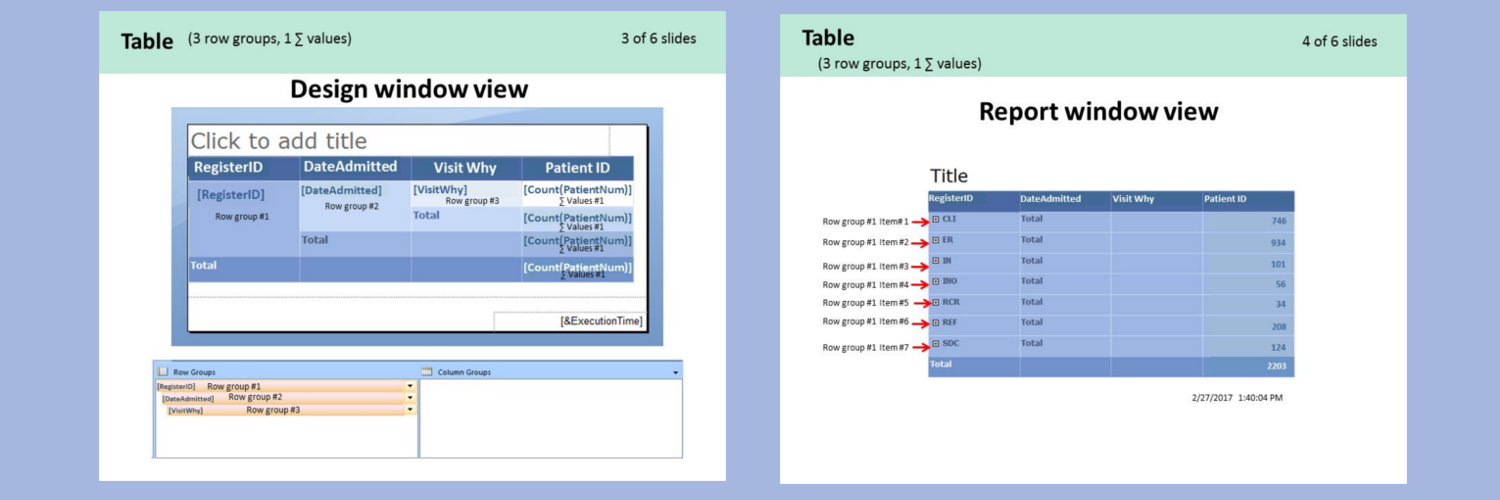 Table (3 row groups, 1 ∑ values) 3 of 6 slides
Design window view
Click to add title
RegisterID DateAdmitted Visit Why Patient ID
[RegisterID] [DateAdmitted] [VisitWhy] [Count(PatientNum)]
Row group #1 Row group #2 Row group #3 ∑ Values #1
Total [Count(PatientNum)]
∑ Values #1
Total [Count(PatientNum)]
∑ Values #1
Total [Count(PatientNum)]
∑ Values #1
[&ExecutionTime]
Row Groups Column Groups
[RegisterID] Row group #1
[DateAdmitted] Row group #2
[VisitWhy] Row group #3
Table 4 of 6 slides
(3 row groups, 1 ∑ values)
Report window view
Title
RegisterID DateAdmitted Visit Why Patient ID
Row group #1 Item#1 CLI Total 746
Row group #1 Item#2 ER Total 934
Row group #1 Item#3 IN Total 101
Row group #1 Item#4 INO Total 56
Row group #1 Item#5 RCR Total 34
Row group #1 Item#6 REF Total 208
Row group #1 Item#7 SDC Total 124
Total 2203
2/27/2017 1:40:04 PM